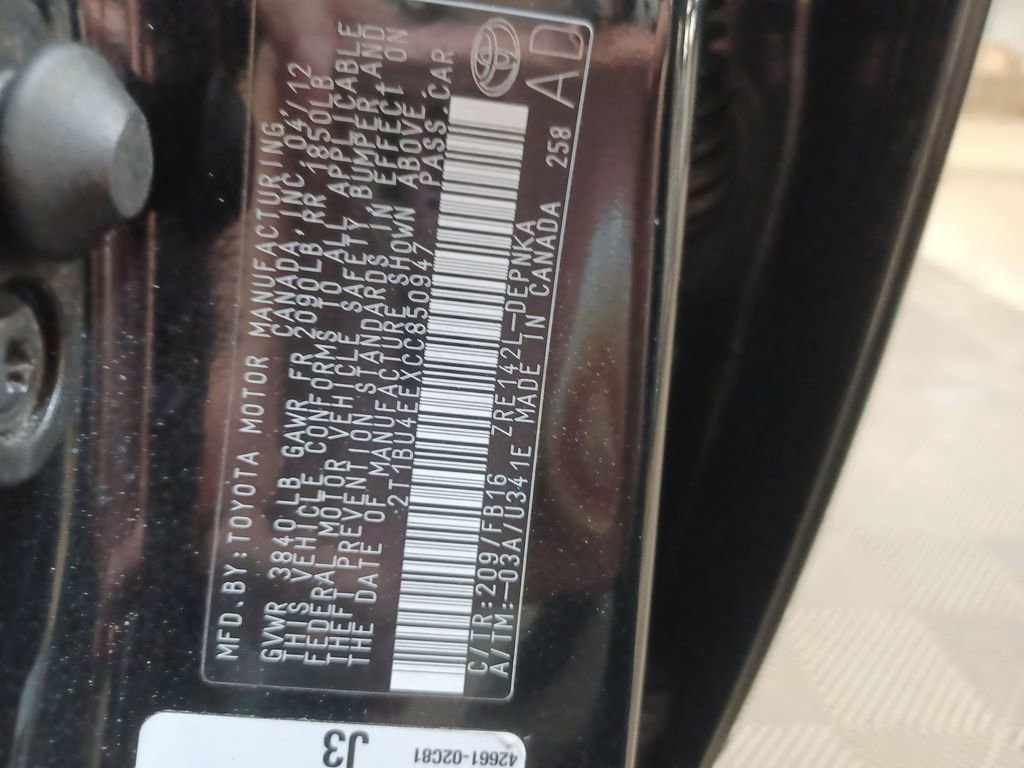 MFD.BY:TOYOTA MOTOR MANUFACTURING
CANADA,INC 04/12
GVWR 3840LB GAWR FR 2090LB,RR 1850LB
THIS VEHICLE CONFORMS TO ALL APPLICABLE
FEDERAL MOTOR VEHICLE SAFETY BUMPER AND
THEFT PREVENTION STANDARDS IN EFFECT ON
THE DATE OF MANUFACTURE SHOWN ABOVE
2T1BU4EEXCC850947 PASS.CAR
C/TR:209/FB16 ZRE142L-DEPNKA
A/TM:-03A/U341E MADE IN CANADA 258
AD
J3
42661-02C81